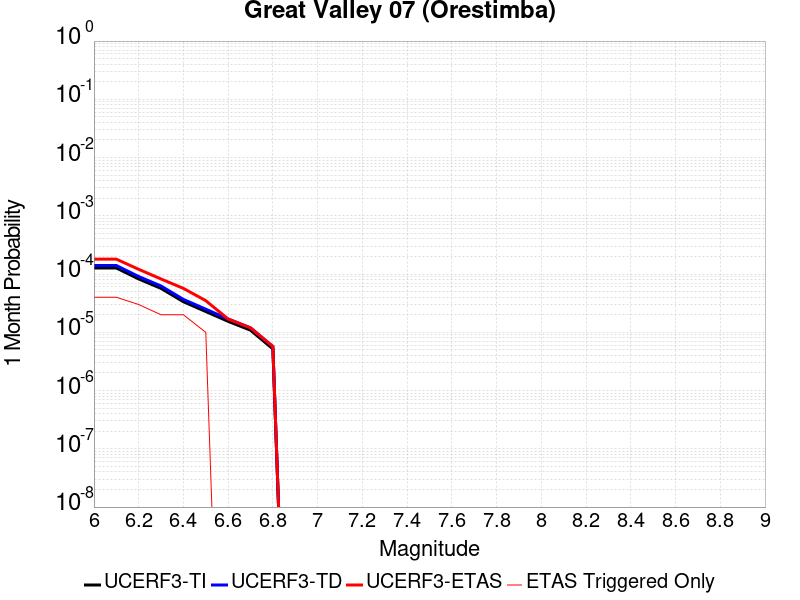 Great Valley 07 (Orestimba)
10^0
10^-1
10^-2
10^-3
10^-4
10^-5
10^-6
10^-7
10^-8
1 Month Probability
6 6.2 6.4 6.6 6.8 7 7.2 7.4 7.6 7.8 8 8.2 8.4 8.6 8.8 9
Magnitude
UCERF3-TI UCERF3-TD UCERF3-ETAS ETAS Triggered Only